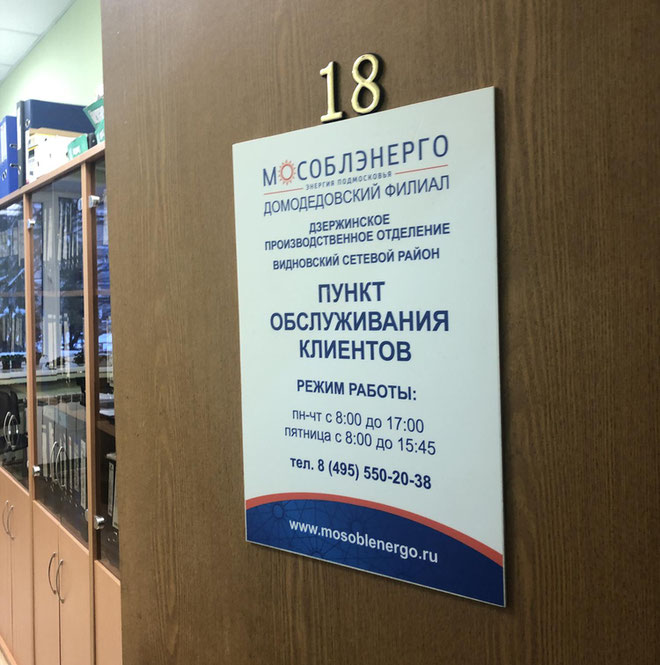 18
МОСОБЛЭНЕРГО
ЭНЕРГИЯ ПОДМОСКОВЬЯ
ДОМОДЕДОВСКИЙ ФИЛИАЛ
ДЗЕРЖИНСКОЕ
ПРОИЗВОДСТВЕННОЕ ОТДЕЛЕНИЕ
ВИДНОВСКИЙ СЕТЕВОЙ РАЙОН
ПУНКТ
ОБСЛУЖИВАНИЯ
КЛИЕНТОВ
РЕЖИМ РАБОТЫ:
пн-чт с 8:00 до 17:00
пятница с 8:00 до 15:45
тел. 8 (495) 550-20-38
www.mosoblenergo.ru